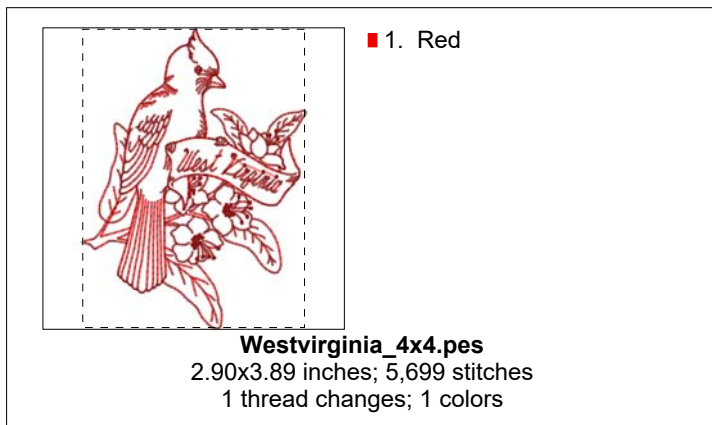 1. Red
West Virginia
Westvirginia_4x4.pes
2.90x3.89 inches; 5,699 stitches
1 thread changes; 1 colors